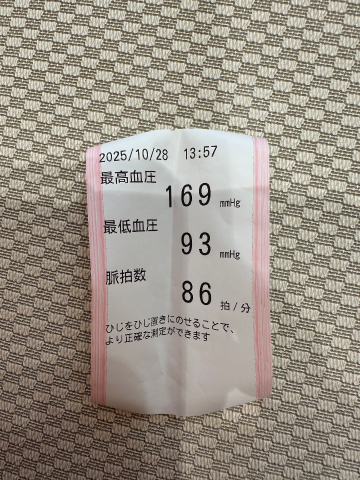 2025/10/28 13:57
最高血圧
169 mmHg
最低血圧
93 mmHg
脈拍数
86 拍/分
ひじをひじ置きにのせることで、
より正確な測定ができます